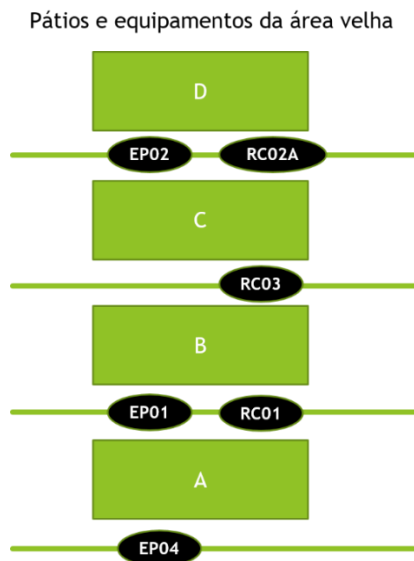 Pátios e equipamentos da área velha
D
EP02 RC02A
C
RC03
B
EP01 RC01
A
EP04